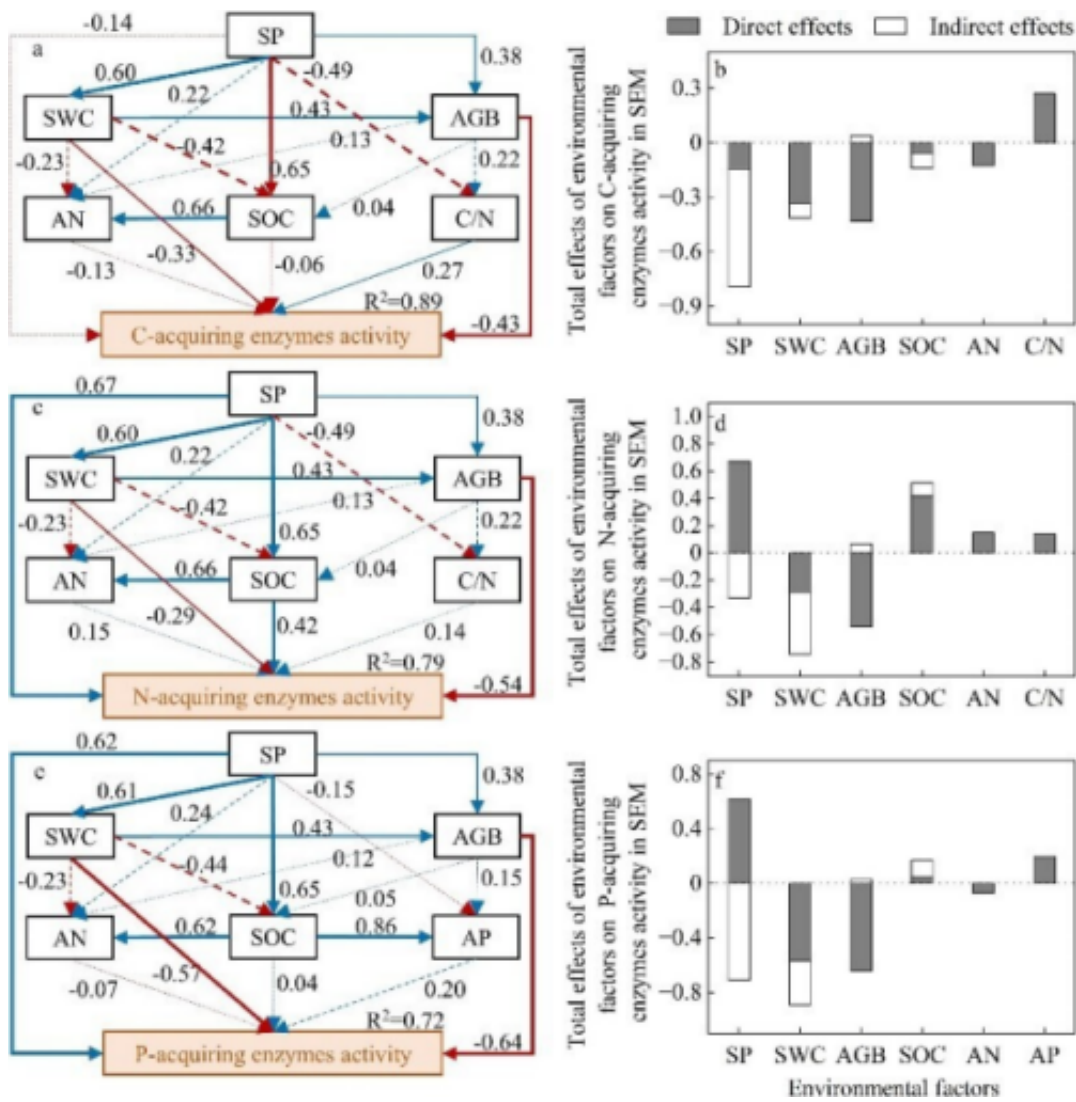 Direct effects Indirect effects
a
-0.14
SP
0.38
0.60
0.22
-0.49
SWC
0.43
AGB
-0.23
-0.42
0.13
0.22
0.65
0.04
AN
0.66
SOC
C/N
-0.13
-0.33
-0.06
0.27
R²=0.89
C-acquiring enzymes activity
-0.43
b
Total effects of environmental
factors on C-acquiring
enzymes activity in SEM
0.3
0
-0.3
-0.6
-0.9
SP SWC AGB SOC AN C/N
c
0.67
SP
0.38
0.60
0.22
-0.49
SWC
0.43
AGB
-0.23
-0.42
0.13
0.22
0.65
0.04
AN
0.66
SOC
C/N
0.15
-0.29
0.42
0.14
R²=0.79
N-acquiring enzymes activity
-0.54
d
Total effects of environmental
factors on N-acquiring
enzymes activity in SEM
1.0
0.8
0.6
0.4
0.2
0
-0.2
-0.4
-0.6
-0.8
SP SWC AGB SOC AN C/N
e
0.62
SP
0.38
0.61
0.24
-0.15
SWC
0.43
AGB
-0.23
-0.44
0.12
0.15
0.65
0.05
AN
0.62
SOC
0.86
AP
-0.07
-0.57
0.04
0.20
R²=0.72
P-acquiring enzymes activity
-0.64
f
Total effects of environmental
factors on P-acquiring
enzymes activity in SEM
0.8
0.4
0
-0.4
-0.8
SP SWC AGB SOC AN AP
Environmental factors